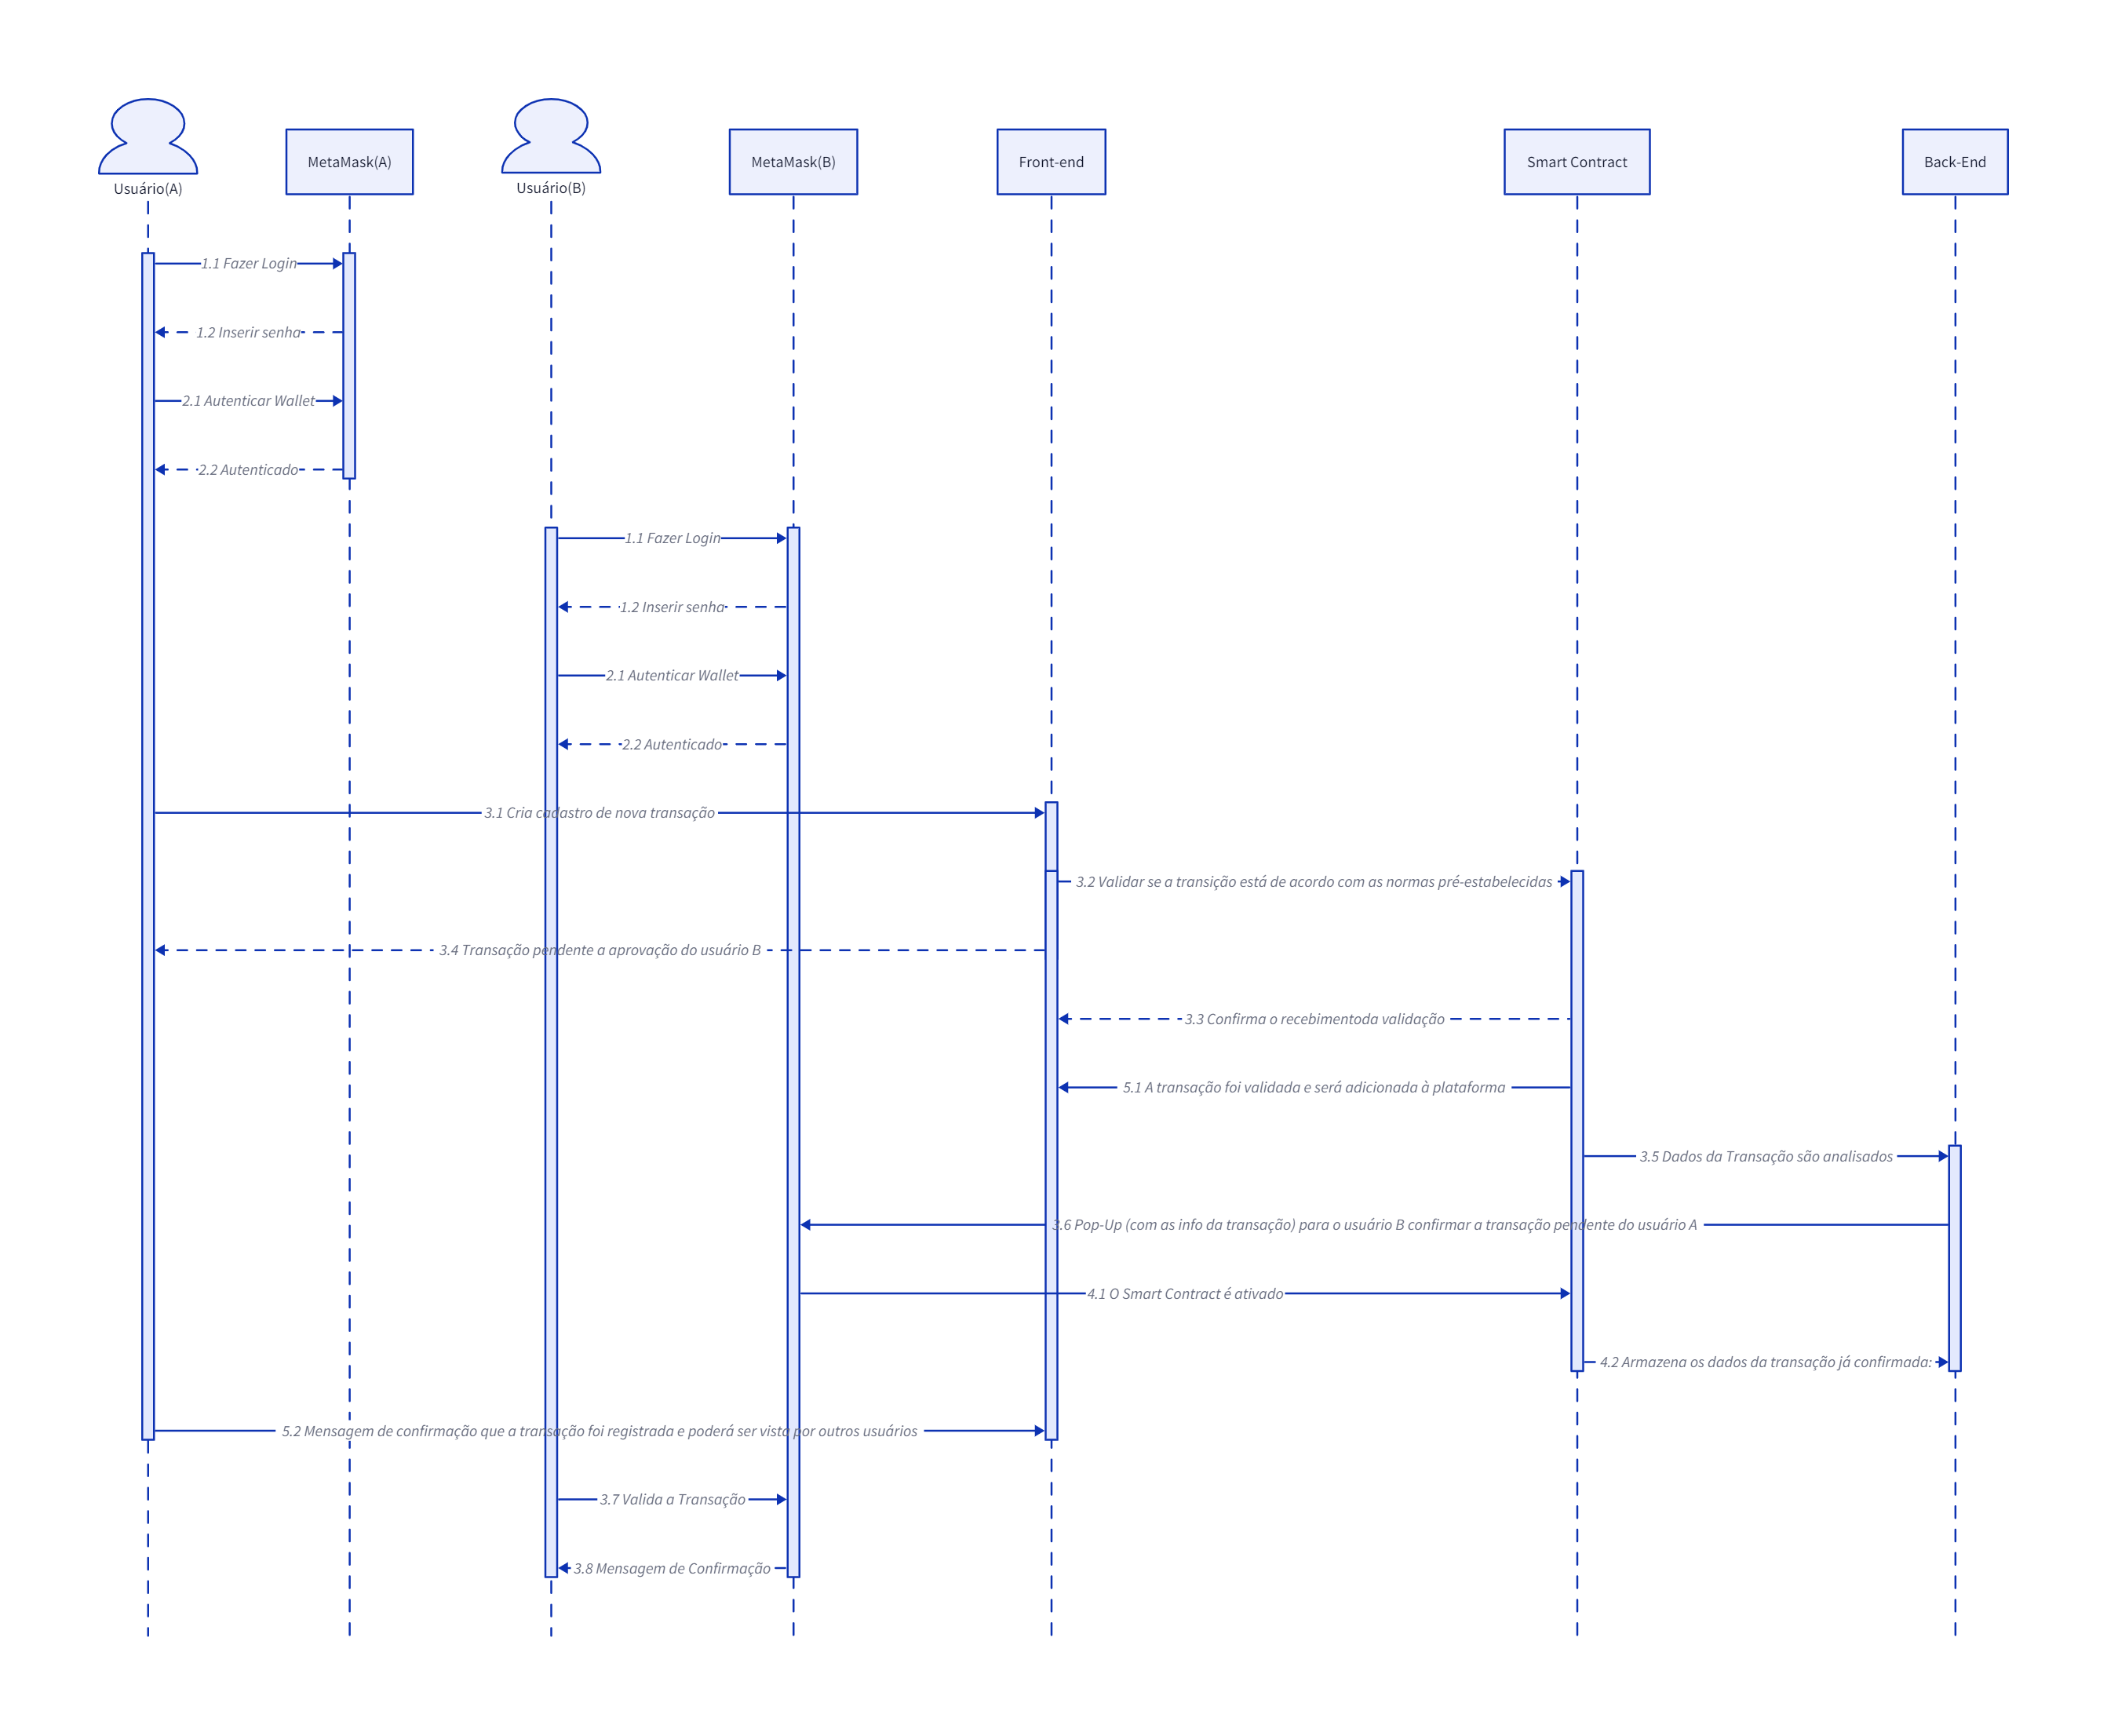 Usuário(A)
MetaMask(A)
Usuário(B)
MetaMask(B)
Front-end
Smart Contract
Back-End
1.1 Fazer Login
1.2 Inserir senha
2.1 Autenticar Wallet
2.2 Autenticado
1.1 Fazer Login
1.2 Inserir senha
2.1 Autenticar Wallet
2.2 Autenticado
3.1 Cria cadastro de nova transação
3.2 Validar se a transição está de acordo com as normas pré-estabelecidas
3.4 Transação pendente a aprovação do usuário B
3.3 Confirma o recebimentoda validação
5.1 A transação foi validada e será adicionada à plataforma
3.5 Dados da Transação são analisados
3.6 Pop-Up (com as info da transação) para o usuário B confirmar a transação pendente do usuário A
4.1 O Smart Contract é ativado
4.2 Armazena os dados da transação já confirmada:
5.2 Mensagem de confirmação que a transação foi registrada e poderá ser vista por outros usuários
3.7 Valida a Transação
3.8 Mensagem de Confirmação